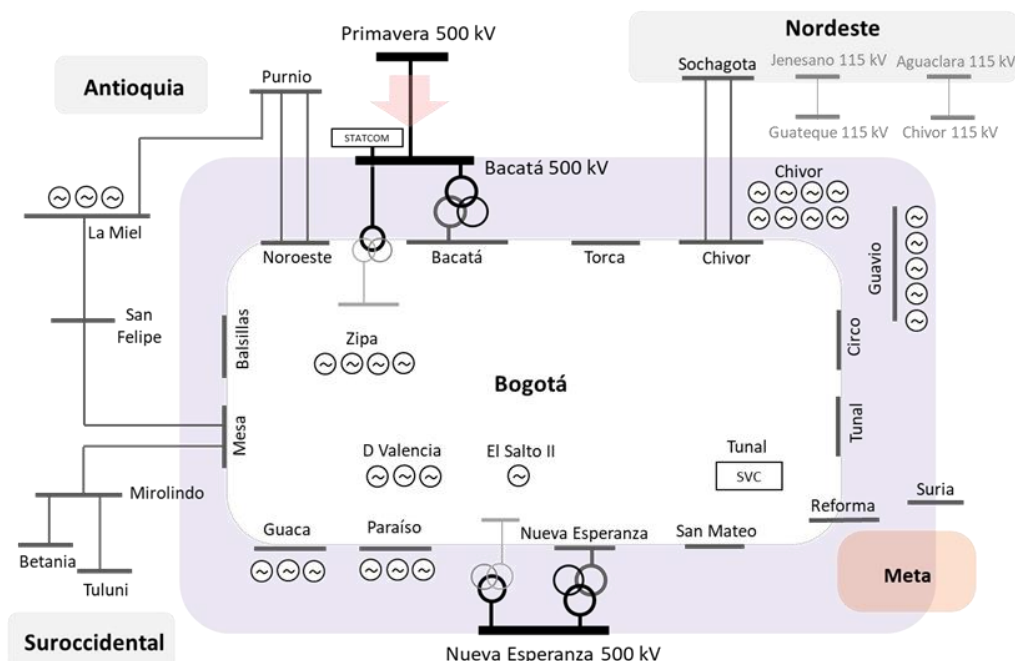 Primavera 500 kV
Nordeste
Antioquia
Purnio
Sochagota
Jenesano 115 kV
Aguaclara 115 kV
STATCOM
Guateque 115 kV
Chivor 115 kV
Bacatá 500 kV
Chivor
La Miel
Noroeste
Bacatá
Torca
Chivor
Guavio
San
Felipe
Balsillas
Zipa
Circo
Bogotá
Mesa
Tunal
D Valencia
El Salto II
Tunal
SVC
Mirolindo
Suria
Reforma
Guaca
Paraíso
Nueva Esperanza
San Mateo
Betania
Tuluni
Meta
Suroccidental
Nueva Esperanza 500 kV